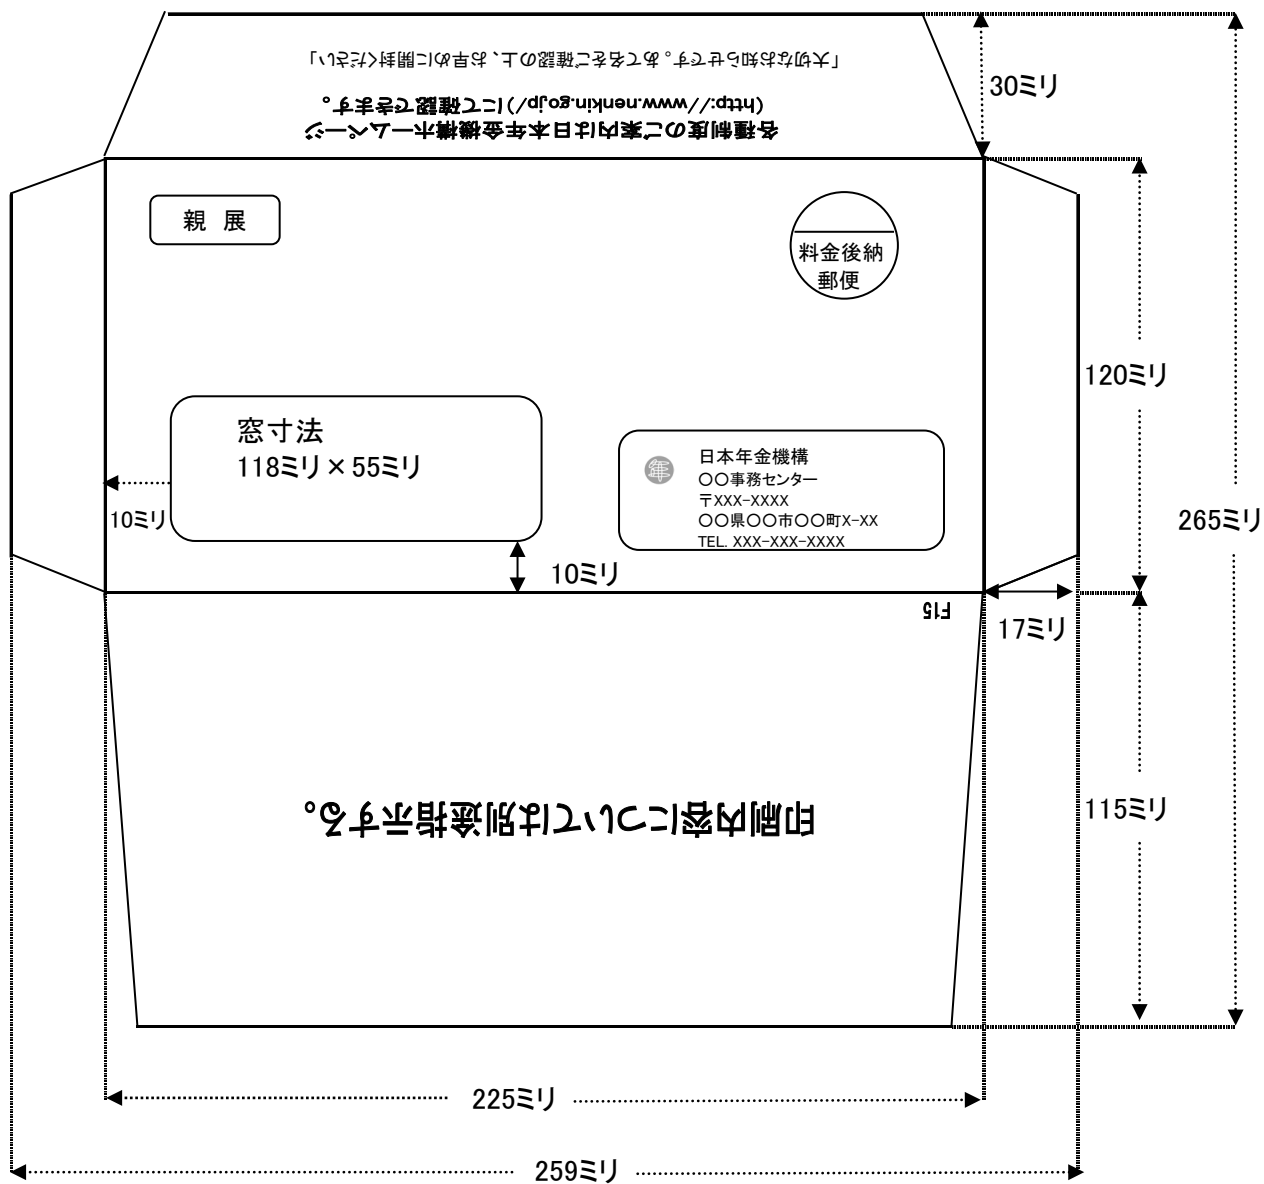 「大切なお知らせです。あて名をご確認の上、お早めに開封ください」
各種制度のご案内は日本年金機構ホームページ
(http://www.nenkin.go.jp/)にて確認できます。
30ミリ
親 展
料金後納
郵便
120ミリ
窓寸法
118ミリ×55ミリ
10ミリ
10ミリ
年
日本年金機構
〇〇事務センター
〒XXX-XXXX
〇〇県〇〇市〇〇町X-XX
TEL. XXX-XXX-XXXX
265ミリ
F15
17ミリ
印刷内容については別途指示する。
115ミリ
225ミリ
259ミリ